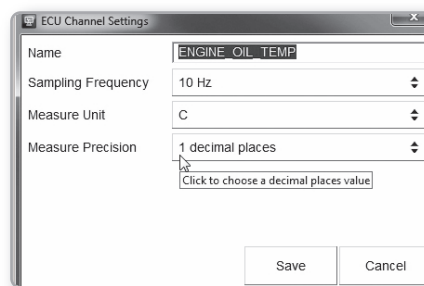 ECU Channel Settings
x
Name ENGINE_OIL_TEMP
Sampling Frequency 10 Hz
Measure Unit C
Measure Precision 1 decimal places
Click to choose a decimal places value
Save Cancel